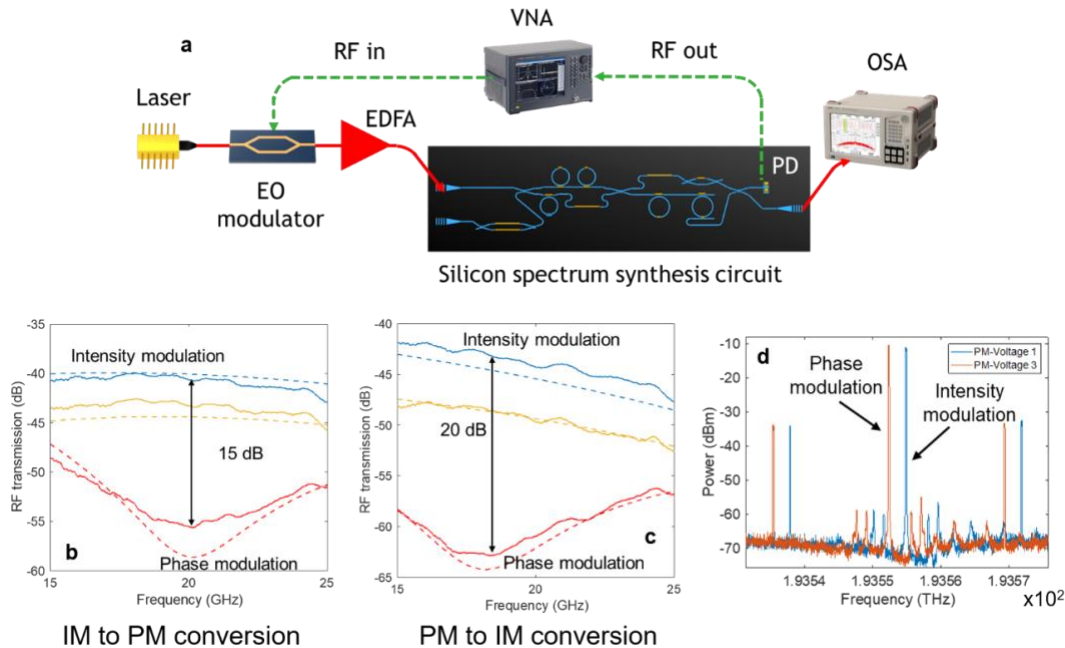 VNA
a
RF in
RF out
OSA
Laser
EDFA
PD
EO
modulator
Silicon spectrum synthesis circuit
-35
-40
-45
-50
-55
-60
RF transmission (dB)
Intensity modulation
15 dB
b
Phase modulation
15
20
25
Frequency (GHz)
IM to PM conversion
-40
-45
-50
-55
-60
-65
RF transmission (dB)
Intensity modulation
20 dB
c
Phase modulation
15
20
25
Frequency (GHz)
PM to IM conversion
d
-10
-20
-30
-40
-50
-60
-70
Power (dBm)
PM-Voltage 1
PM-Voltage 3
Phase
modulation
Intensity
modulation
1.9354
1.9355
1.9356
1.9357
Frequency (THz)
x10²